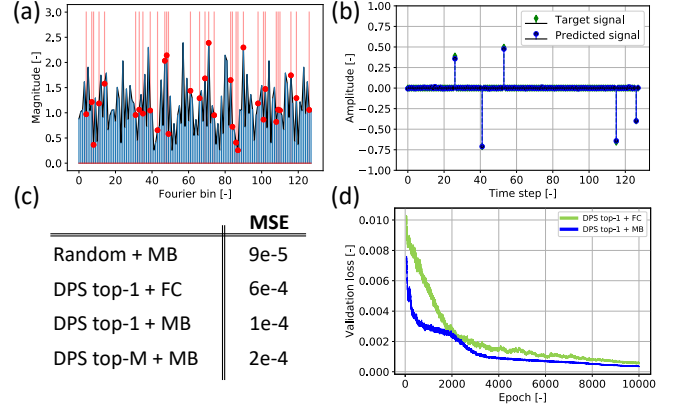 (a)
Magnitude [-]
3.0
2.5
2.0
1.5
1.0
0.5
0.0
0 20 40 60 80 100 120
Fourier bin [-]
(b)
Amplitude [-]
1.00
0.75
0.50
0.25
0.00
−0.25
−0.50
−0.75
−1.00
Target signal
Predicted signal
0 20 40 60 80 100 120
Time step [-]
(c)
MSE
Random + MB 9e-5
DPS top-1 + FC 6e-4
DPS top-1 + MB 1e-4
DPS top-M + MB 2e-4
(d)
Validation loss [-]
0.010
0.008
0.006
0.004
0.002
0.000
DPS top-1 + FC
DPS top-1 + MB
0 2000 4000 6000 8000 10000
Epoch [-]